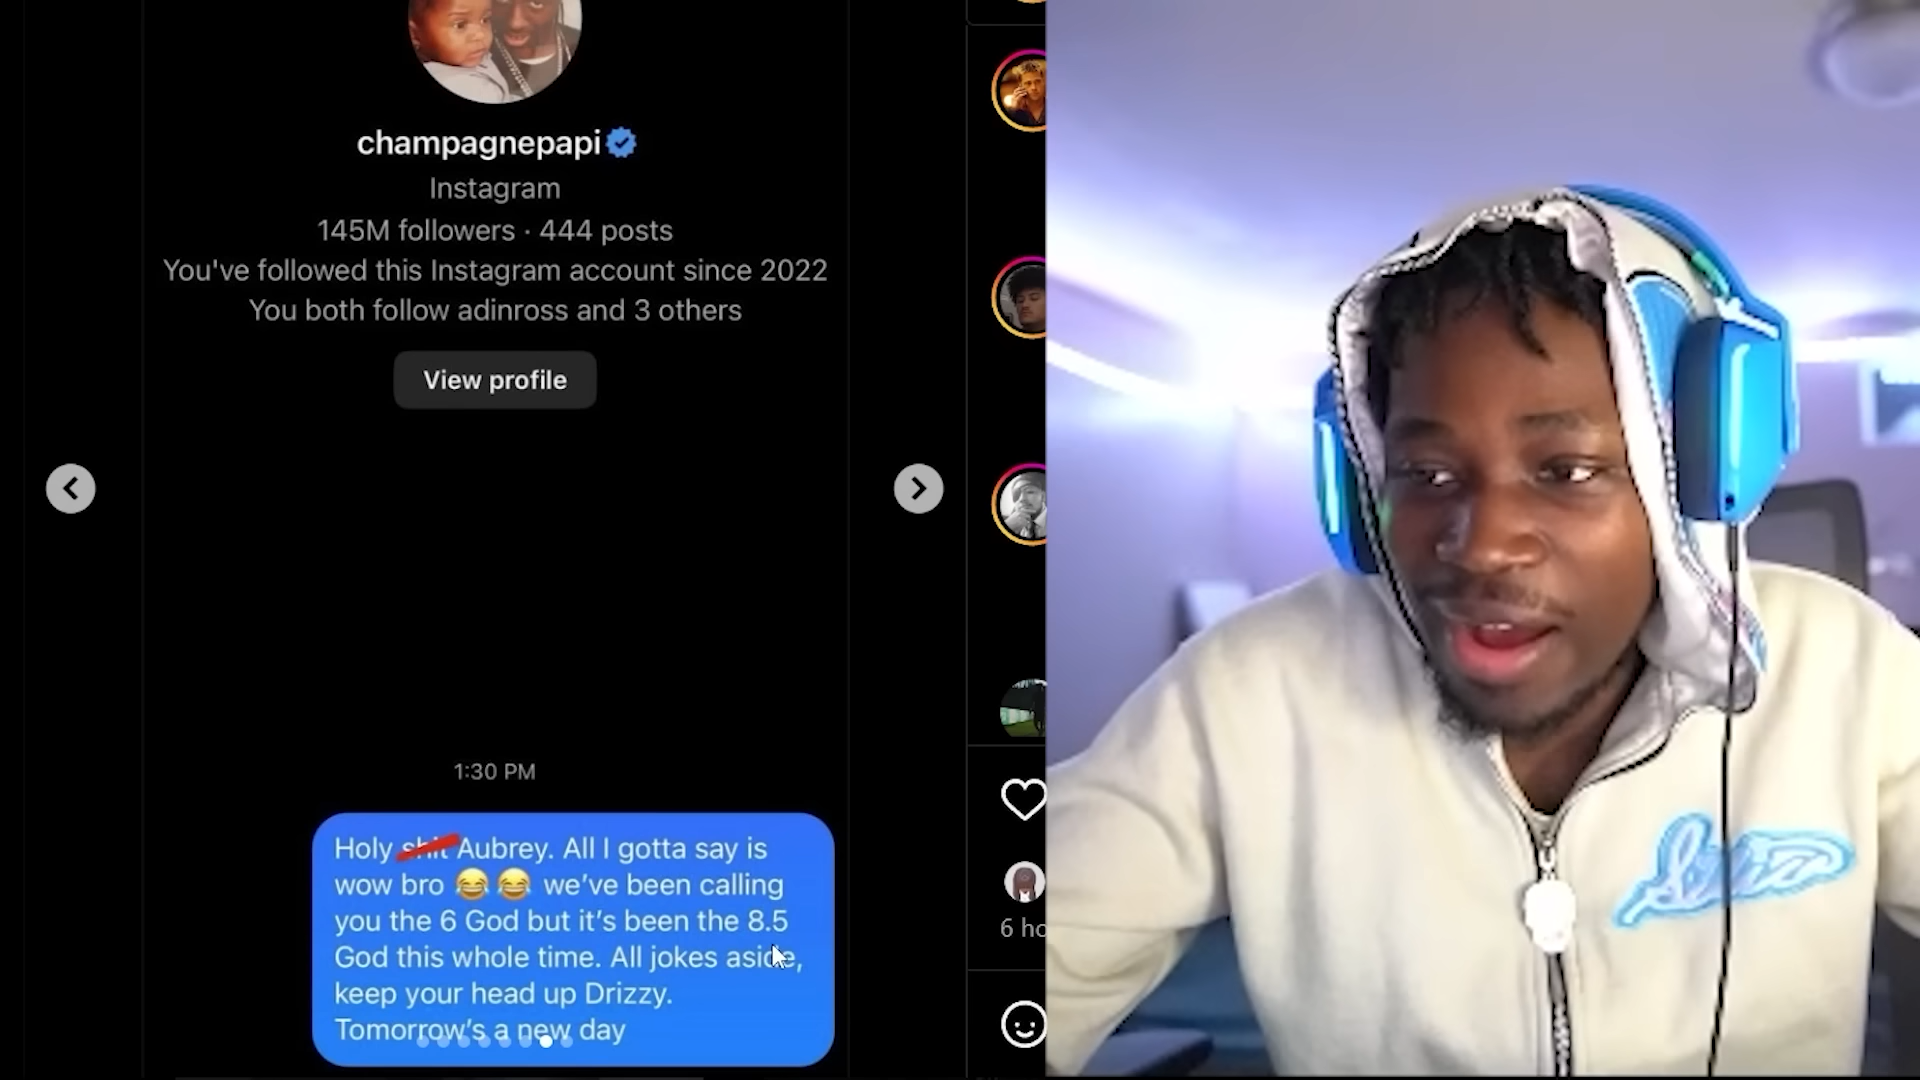 champagnepapi
Instagram
145M followers · 444 posts
You've followed this Instagram account since 2022
You both follow adinross and 3 others
View profile
1:30 PM
Holy shit Aubrey. All I gotta say is
wow bro 😂😂 we've been calling
you the 6 God but it's been the 8.5
God this whole time. All jokes aside,
keep your head up Drizzy.
Tomorrow's a new day
6 ho